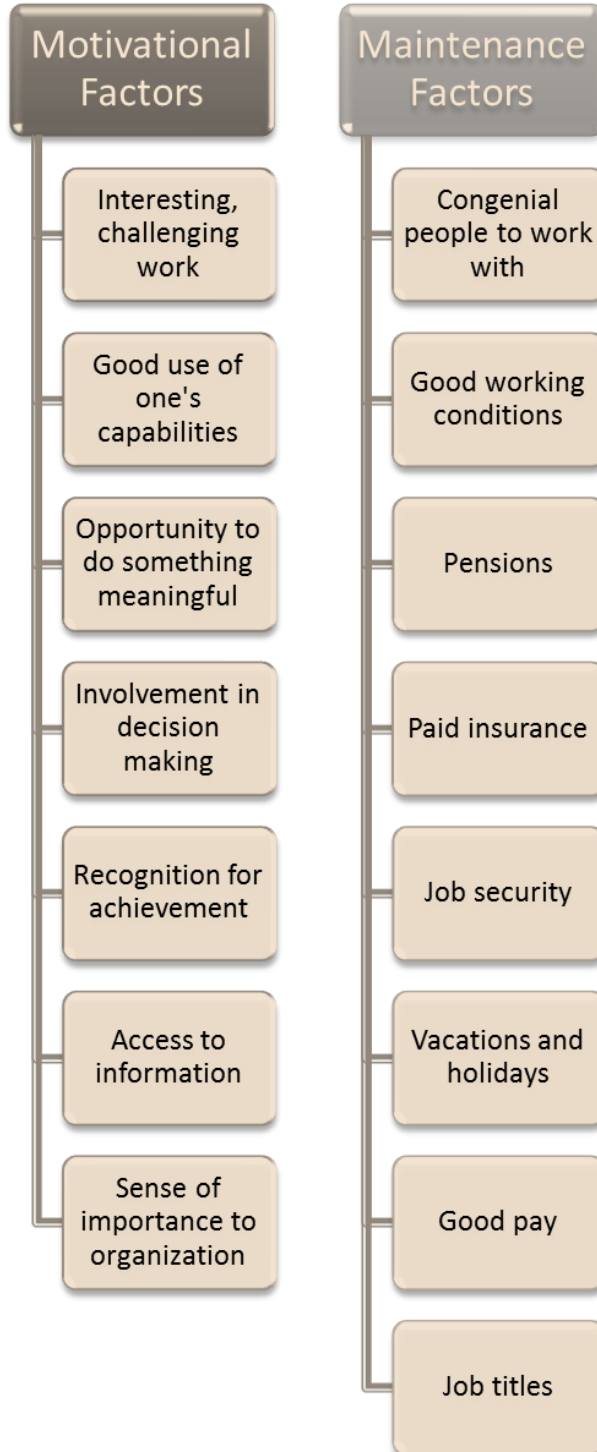 Motivational
Factors
Interesting,
challenging
work
Good use of
one's
capabilities
Opportunity to
do something
meaningful
Involvement in
decision
making
Recognition for
achievement
Access to
information
Sense of
importance to
organization
Maintenance
Factors
Congenial
people to work
with
Good working
conditions
Pensions
Paid insurance
Job security
Vacations and
holidays
Good pay
Job titles